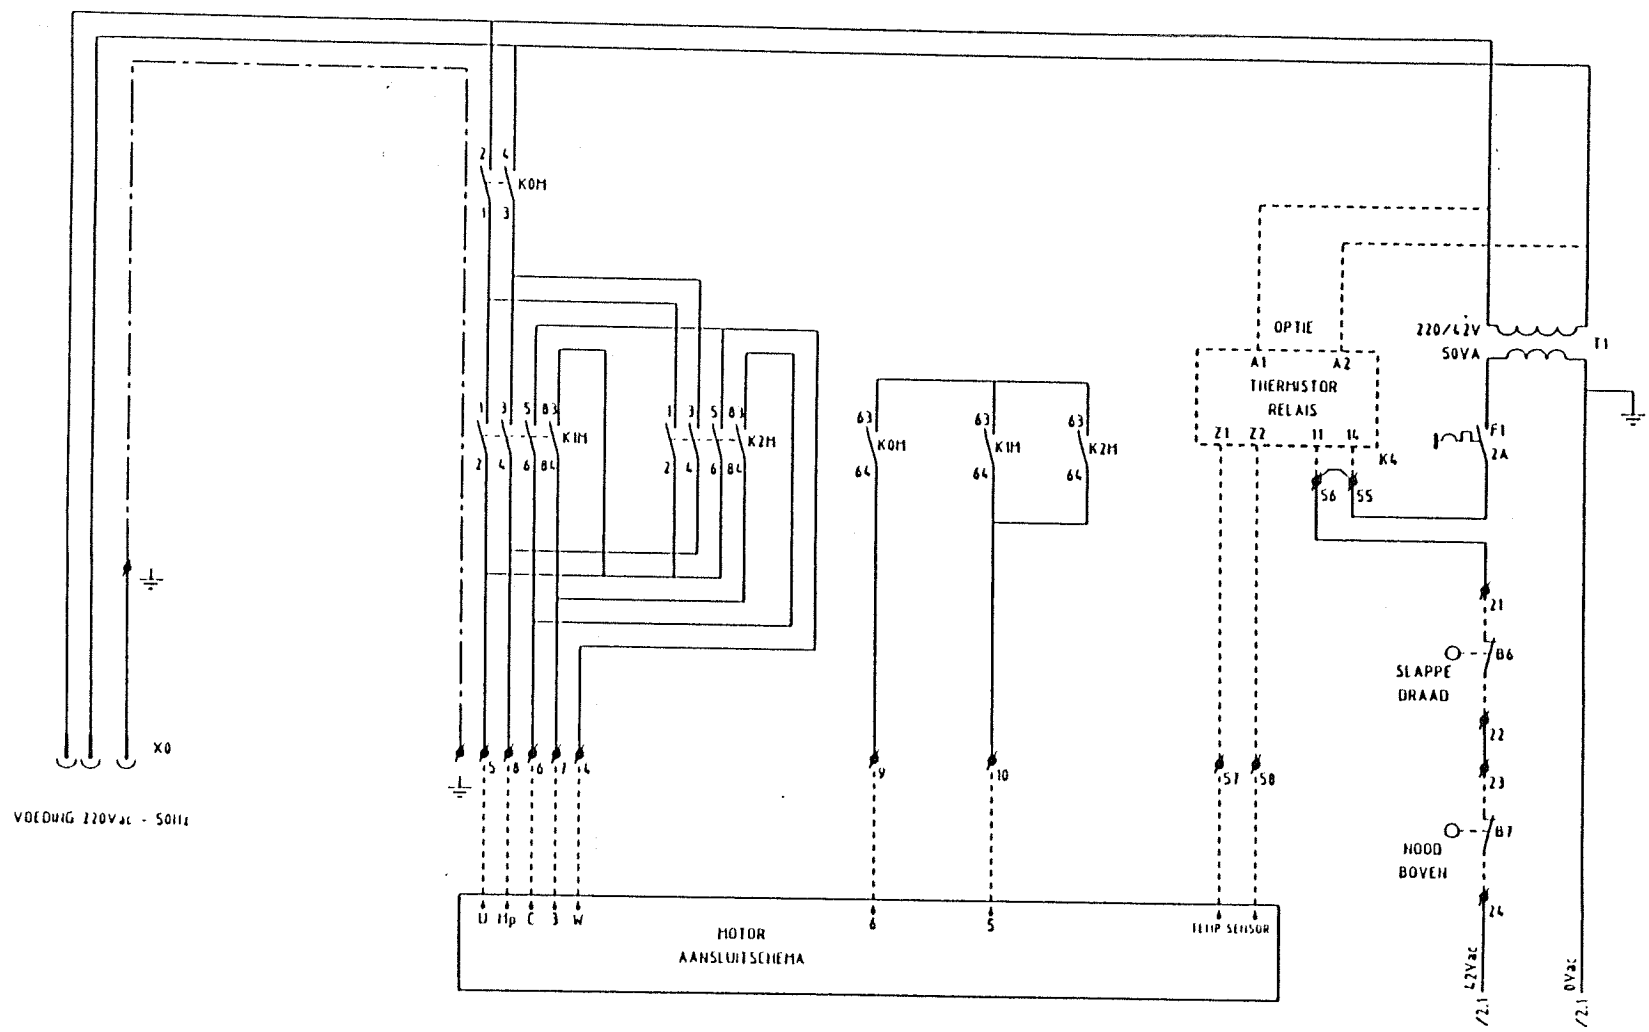 2 4
K0M
1 3
OPTIE
220/42V
50VA
T1
A1 A2
THERMISTOR
RELAIS
Z1 Z2 11 14
K4
F1
2A
1 3 5 83
K1M
2 4 6 84
1 3 5 83
K2M
2 4 6 84
63
K0M
64
63
K1M
64
63
K2M
64
56 55
21
B6
SLAPPE
DRAAD
22
23
B7
NOOD
BOVEN
24
X0
5 8 6 7 4
9
10
57 58
VOEDING 220Vac - 50Hz
U Mp C 3 W
6
5
TEMP SENSOR
MOTOR
AANSLUITSCHEMA
42Vac
/2.1
0Vac
/2.1